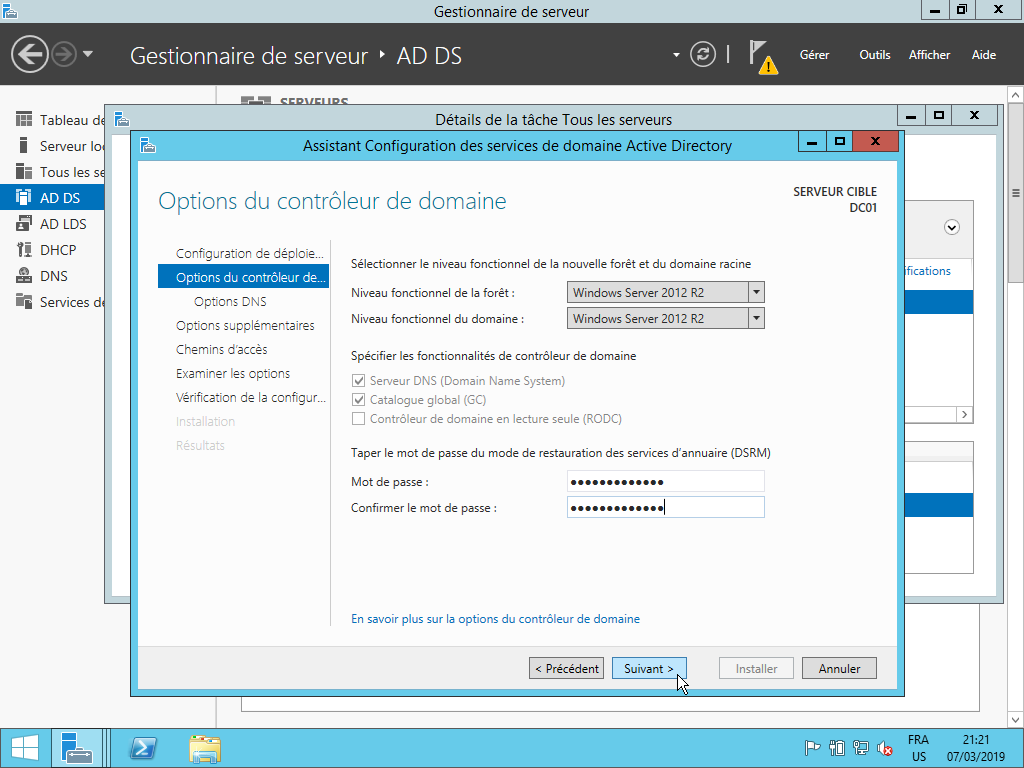 Gestionnaire de serveur
Gestionnaire de serveur ‣ AD DS
Gérer
Outils
Afficher
Aide
SERVEURS
Tableau de
Serveur loc
Tous les se
AD DS
AD LDS
DHCP
DNS
Services de
Détails de la tâche Tous les serveurs
ifications
Assistant Configuration des services de domaine Active Directory
Options du contrôleur de domaine
SERVEUR CIBLE
DC01
Configuration de déploie...
Options du contrôleur de...
Options DNS
Options supplémentaires
Chemins d'accès
Examiner les options
Vérification de la configur...
Installation
Résultats
Sélectionner le niveau fonctionnel de la nouvelle forêt et du domaine racine
Niveau fonctionnel de la forêt : Windows Server 2012 R2
Niveau fonctionnel du domaine : Windows Server 2012 R2
Spécifier les fonctionnalités de contrôleur de domaine
Serveur DNS (Domain Name System)
Catalogue global (GC)
Contrôleur de domaine en lecture seule (RODC)
Taper le mot de passe du mode de restauration des services d'annuaire (DSRM)
Mot de passe : •••••••••••••
Confirmer le mot de passe : •••••••••••••
En savoir plus sur la options du contrôleur de domaine
< Précédent
Suivant >
Installer
Annuler
FRA
US
21:21
07/03/2019